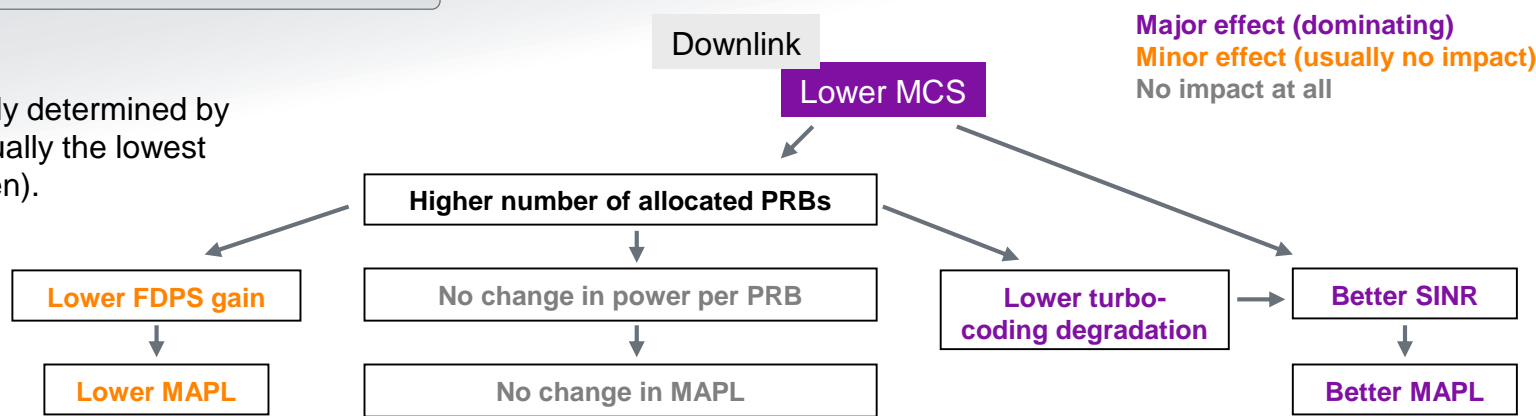 Downlink
Lower MCS
Major effect (dominating)
Minor effect (usually no impact)
No impact at all
ly determined by
ually the lowest
en).
Higher number of allocated PRBs
Lower FDPS gain
No change in power per PRB
Lower turbo-
coding degradation
Better SINR
Lower MAPL
No change in MAPL
Better MAPL